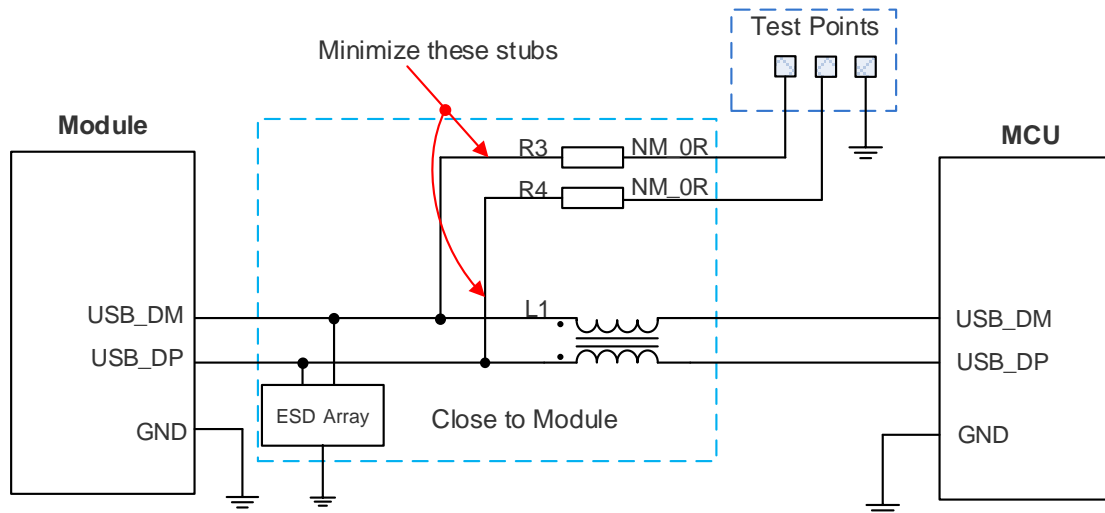 Test Points
Minimize these stubs
Module
MCU
R3
NM_0R
R4
NM_0R
USB_DM
L1
USB_DM
USB_DP
USB_DP
ESD Array
Close to Module
GND
GND